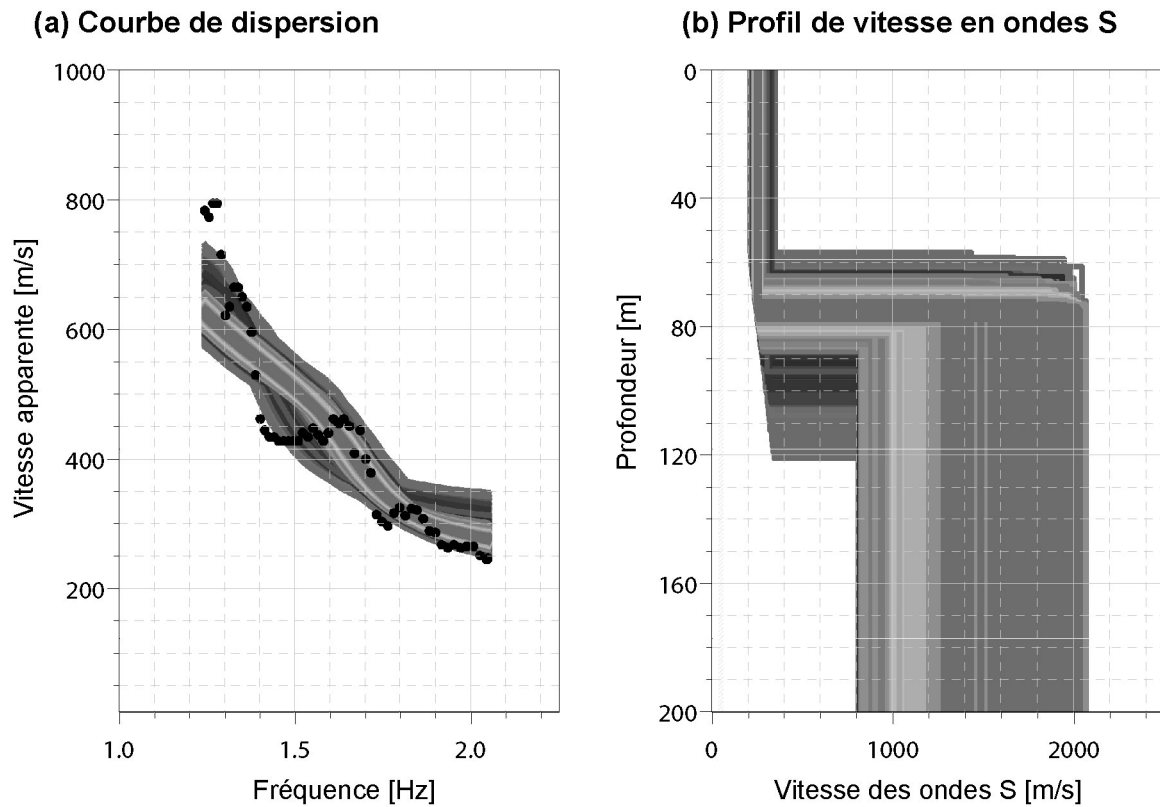 (a) Courbe de dispersion
1000
800
600
400
200
Vitesse apparente [m/s]
1.0 1.5 2.0
Fréquence [Hz]
(b) Profil de vitesse en ondes S
0
40
80
120
160
200
Profondeur [m]
0 1000 2000
Vitesse des ondes S [m/s]